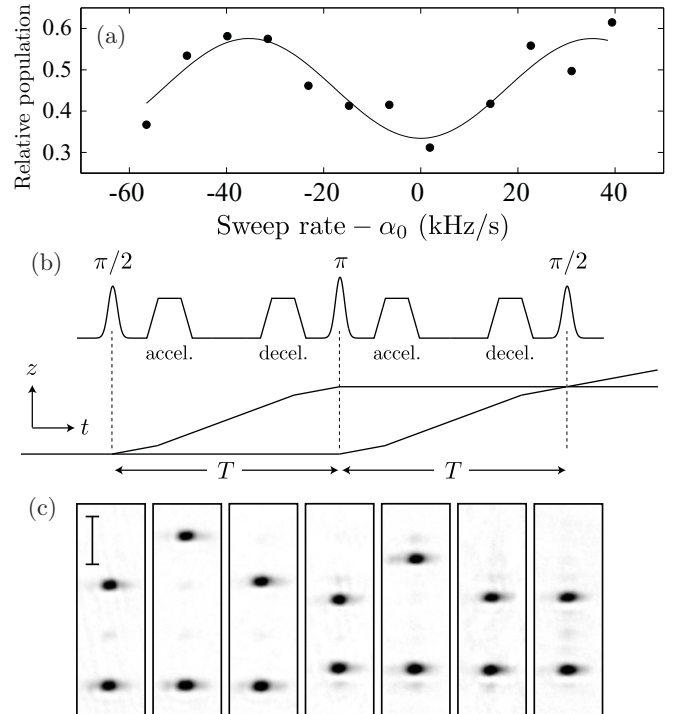 (a)
Relative population
0.6
0.5
0.4
0.3
-60 -40 -20 0 20 40
Sweep rate − α₀ (kHz/s)
(b)
π/2 π π/2
accel. decel. accel. decel.
z
t
T T
(c)